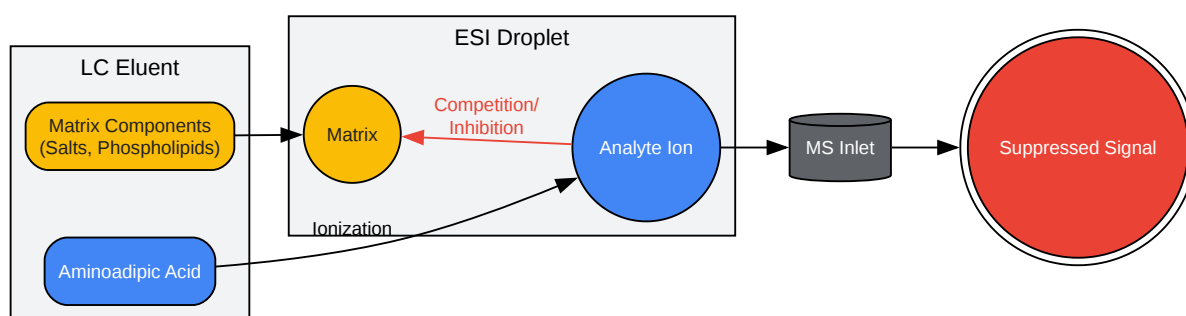 LC Eluent
Matrix Components
(Salts, Phospholipids)
Aminoadipic Acid
ESI Droplet
Matrix
Competition/
Inhibition
Analyte Ion
Ionization
MS Inlet
Suppressed Signal